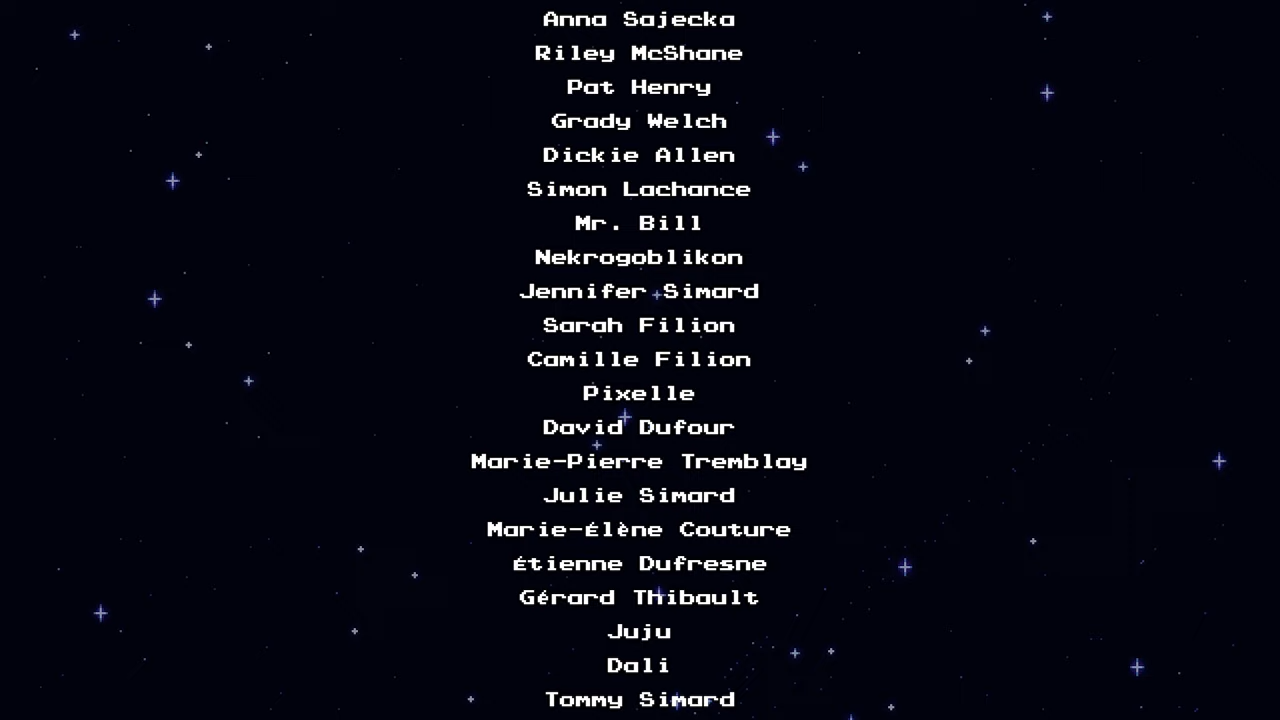 Anna Sajecka
Riley McShane
Pat Henry
Grady Welch
Dickie Allen
Simon Lachance
Mr. Bill
Nekrogoblikon
Jennifer Simard
Sarah Filion
Camille Filion
Pixelle
David Dufour
Marie-Pierre Tremblay
Julie Simard
Marie-Élène Couture
Étienne Dufresne
Gérard Thibault
Juju
Dali
Tommy Simard